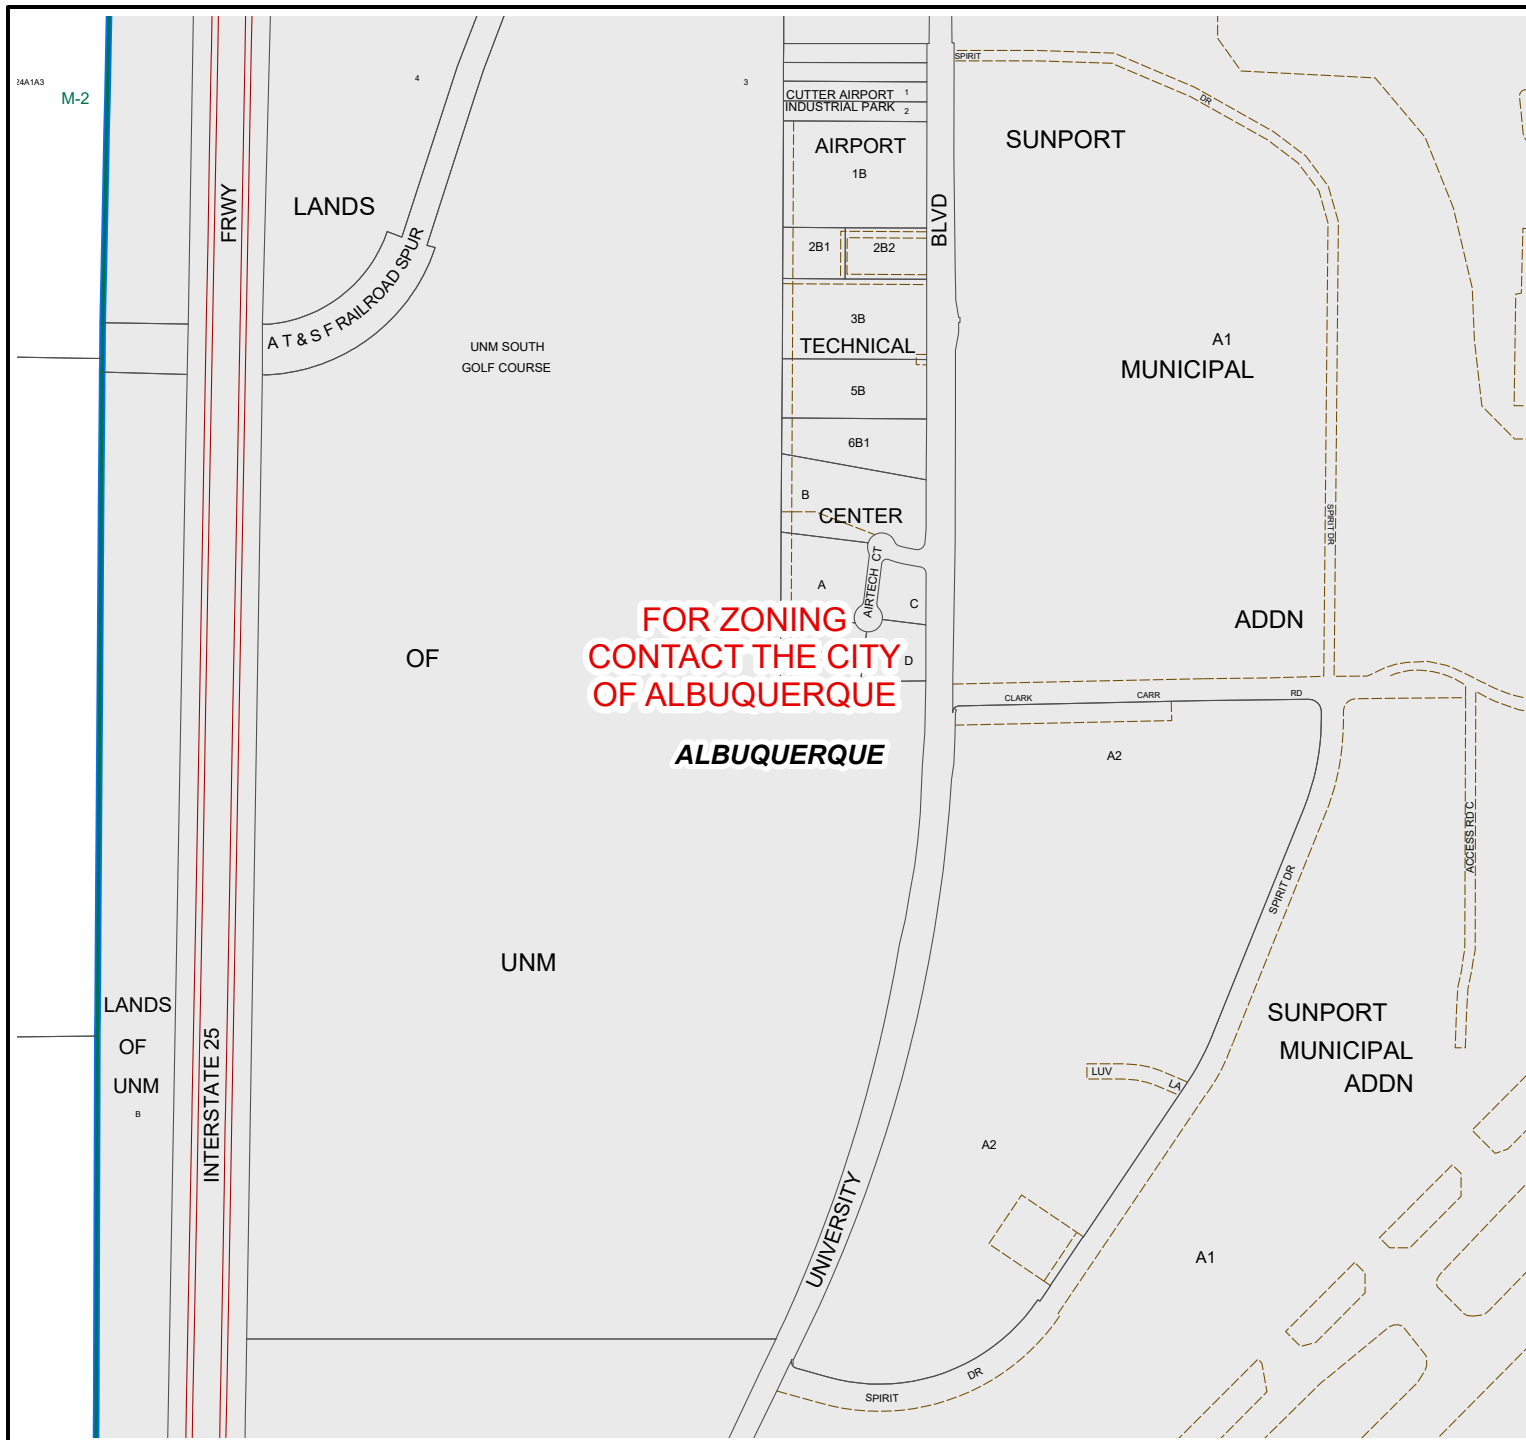 SPIRIT
24A1A3
4
3
M-2
CUTTER AIRPORT
1
INDUSTRIAL PARK
2
DR
SUNPORT
AIRPORT
1B
FRWY
LANDS
BLVD
2B1
2B2
A T & S F RAILROAD SPUR
3B
TECHNICAL
UNM SOUTH
GOLF COURSE
A1
MUNICIPAL
5B
6B1
B
CENTER
SPIRIT DR
AIRTECH CT
A
C
FOR ZONING
CONTACT THE CITY
OF ALBUQUERQUE
ADDN
OF
D
CLARK CARR RD
ALBUQUERQUE
A2
ACCESS RD C
SPIRIT DR
UNM
LANDS
OF
UNM
B
INTERSTATE 25
SUNPORT
MUNICIPAL
ADDN
LUV LA
A2
UNIVERSITY
A1
SPIRIT DR